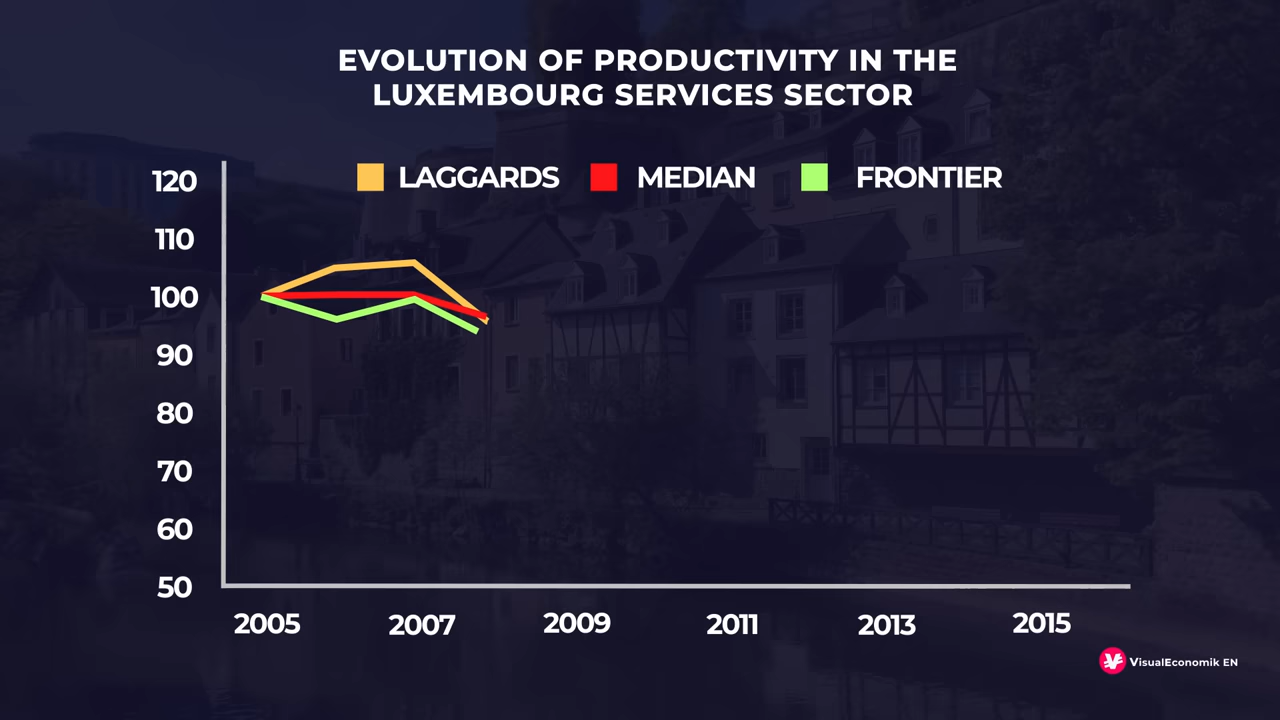 EVOLUTION OF PRODUCTIVITY IN THE
LUXEMBOURG SERVICES SECTOR
LAGGARDS MEDIAN FRONTIER
120
110
100
90
80
70
60
50
2005 2007 2009 2011 2013 2015
VisualEconomik EN